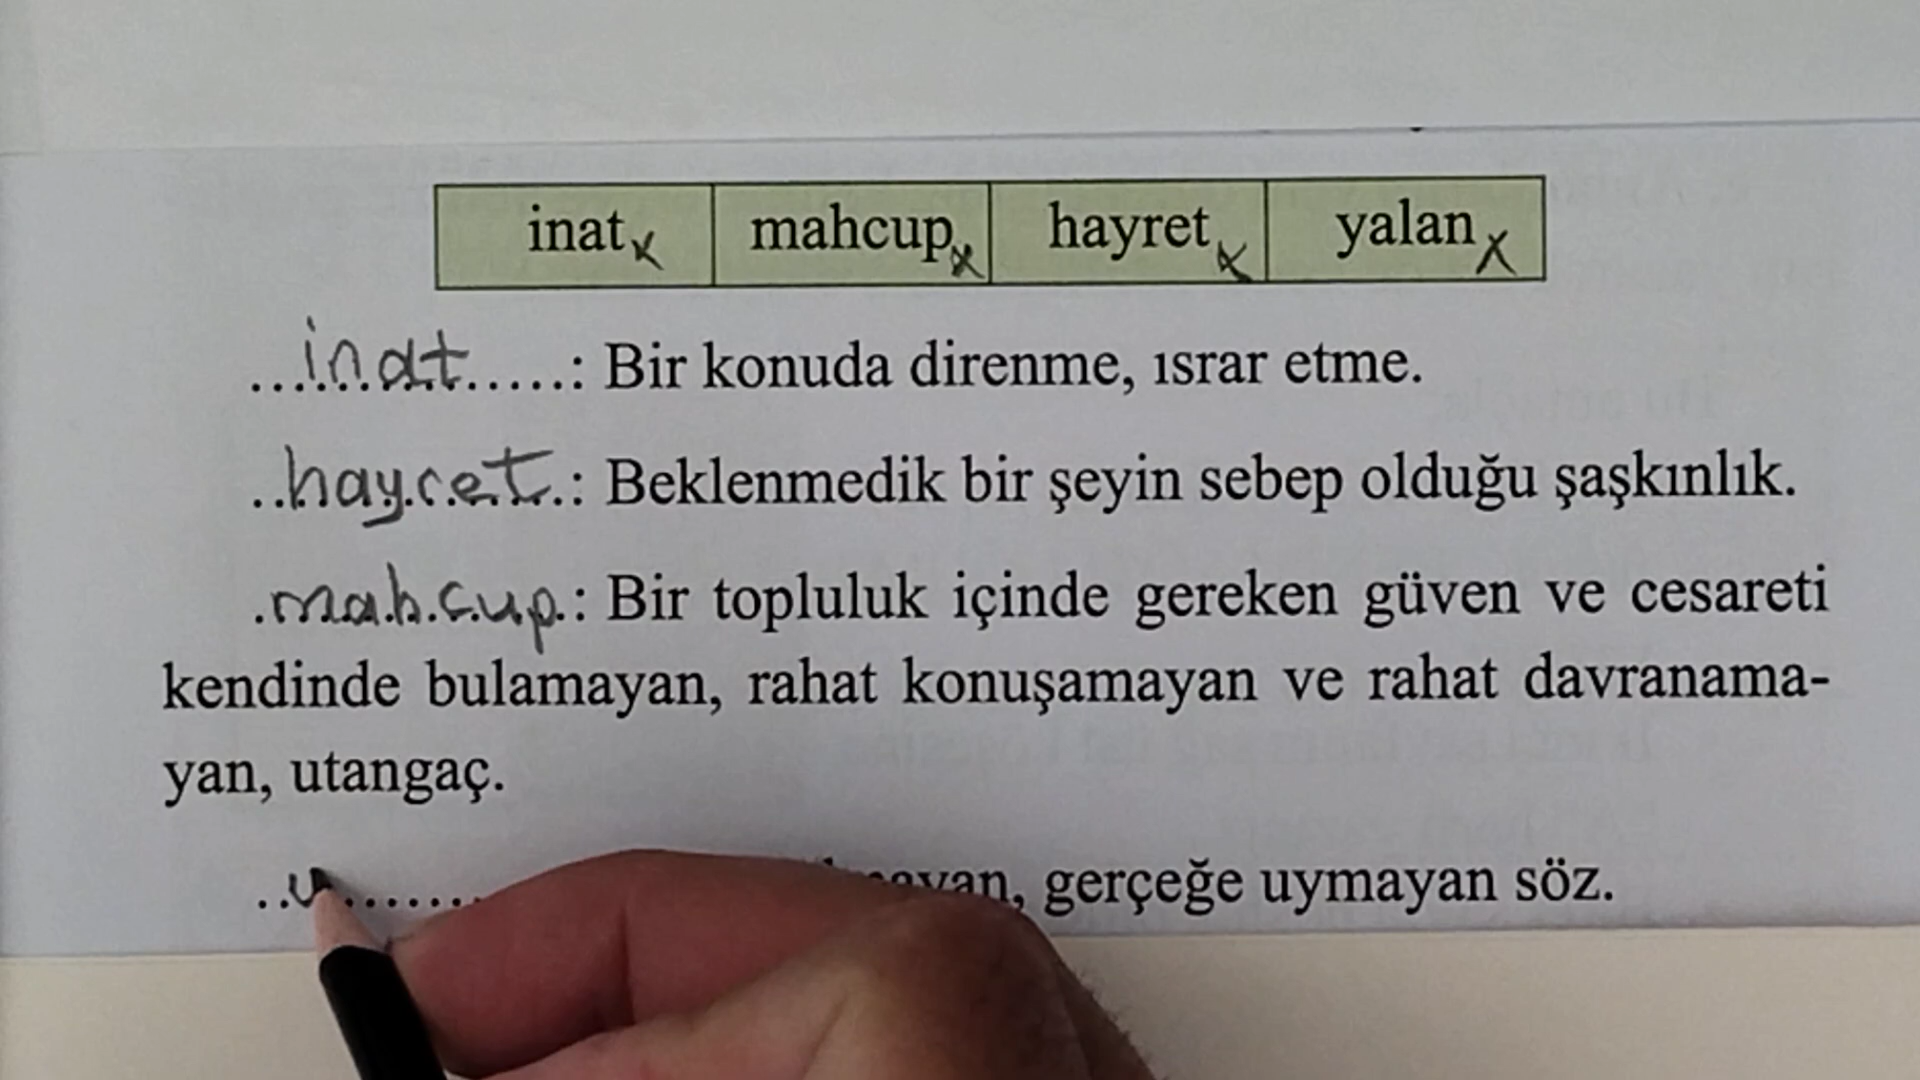 inat mahcup hayret yalan
inat : Bir konuda direnme, ısrar etme.
hayret : Beklenmedik bir şeyin sebep olduğu şaşkınlık.
mahcup : Bir topluluk içinde gereken güven ve cesareti
kendinde bulamayan, rahat konuşamayan ve rahat davranama-
yan, utangaç.
gerçeğe uymayan söz.